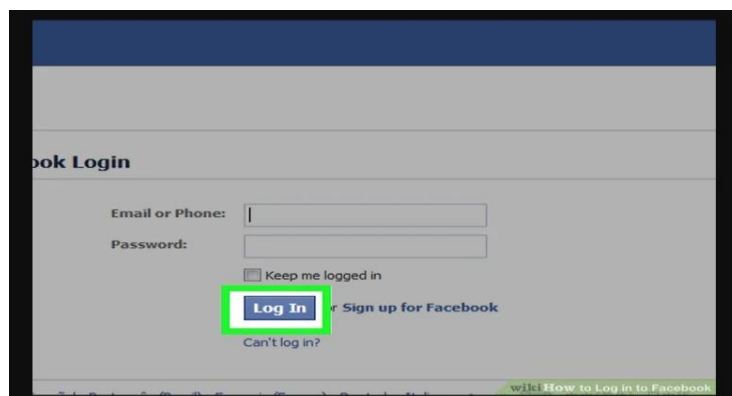 ook Login
Email or Phone:
Password:
Keep me logged in
Log In r Sign up for Facebook
Can't log in?
wikiHow to Log in to Facebook